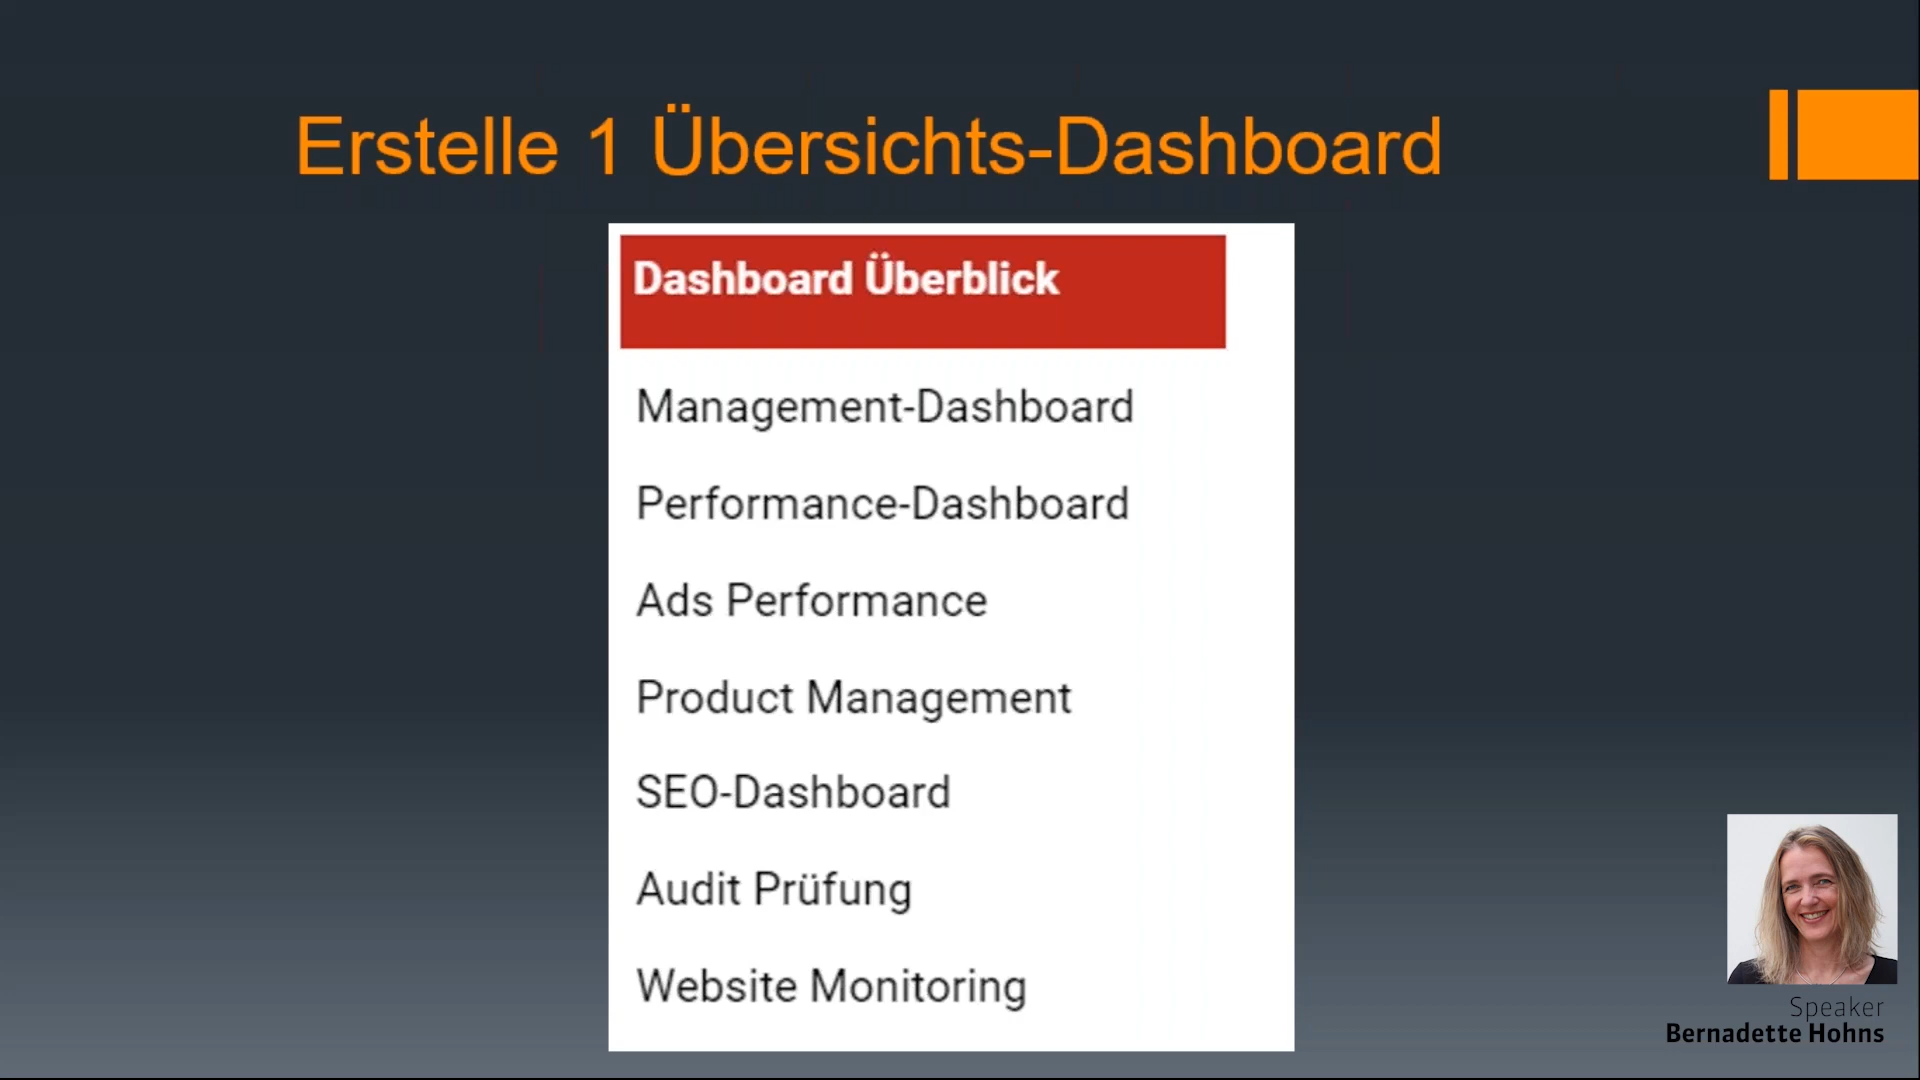 Erstelle 1 Übersichts-Dashboard
Dashboard Überblick
Management-Dashboard
Performance-Dashboard
Ads Performance
Product Management
SEO-Dashboard
Audit Prüfung
Website Monitoring
Speaker
Bernadette Hohns